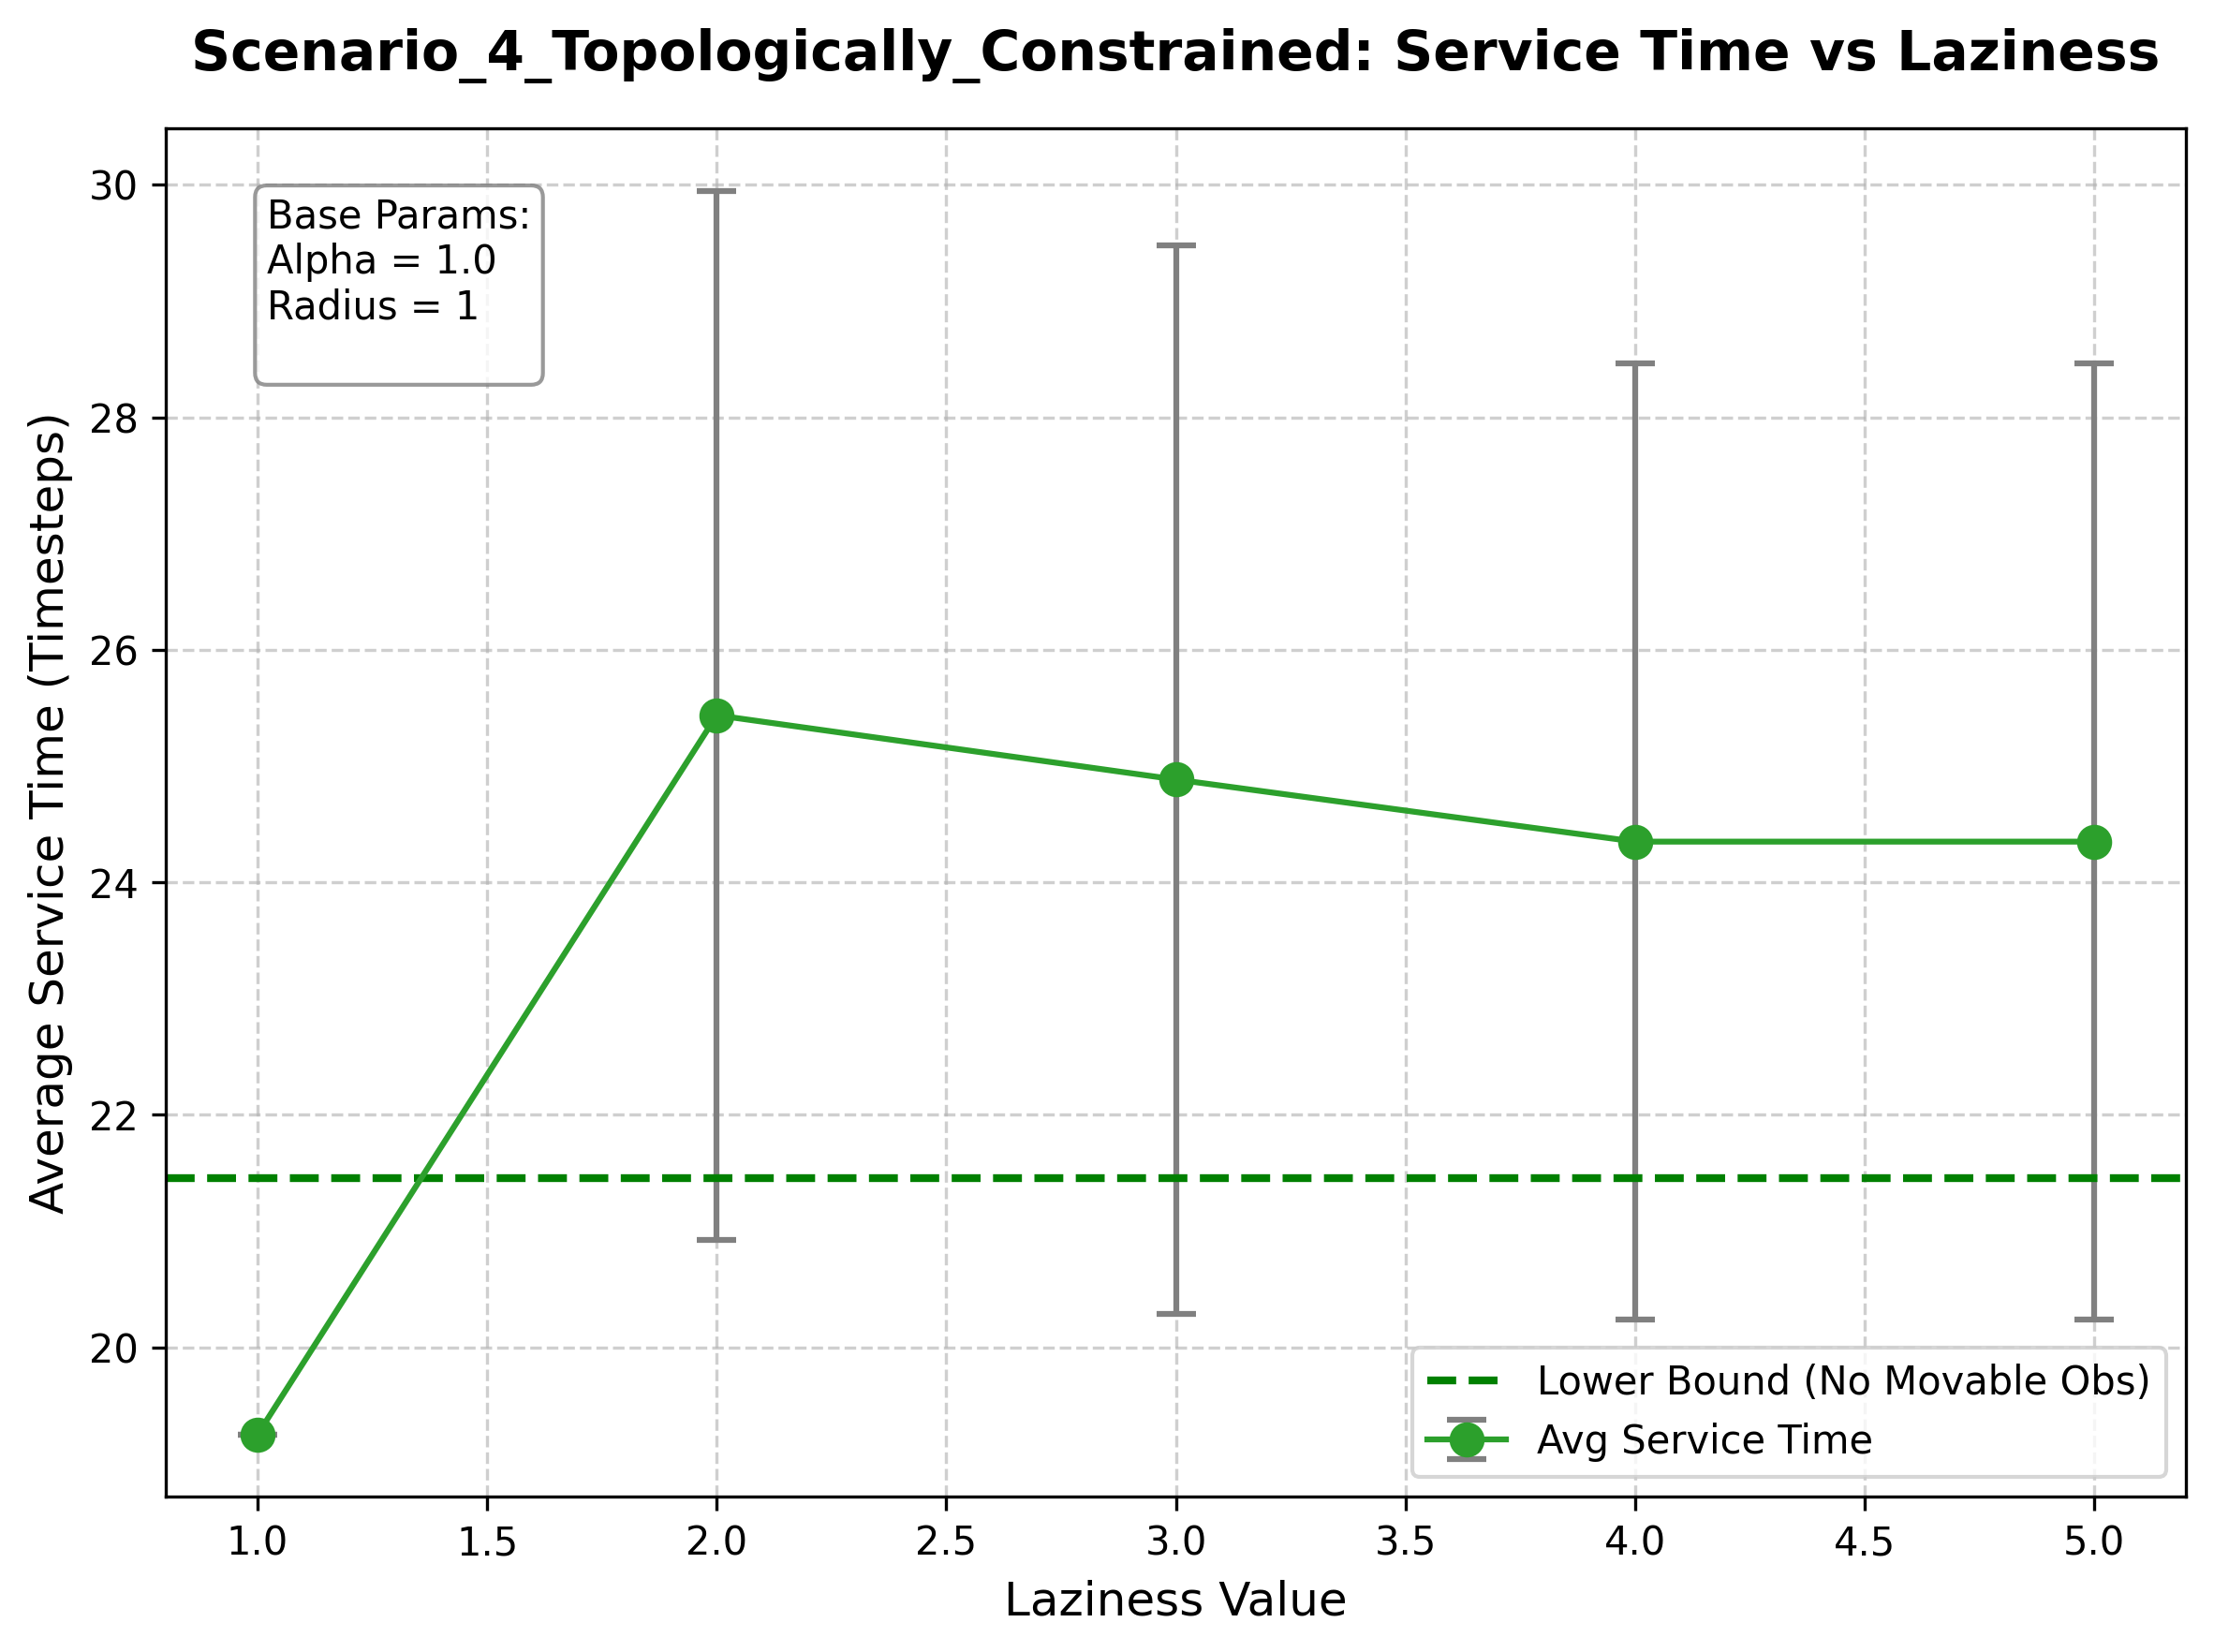 Scenario_4_Topologically_Constrained: Service Time vs Laziness
Average Service Time (Timesteps)
30
28
26
24
22
20
Base Params:
Alpha = 1.0
Radius = 1
Lower Bound (No Movable Obs)
Avg Service Time
1.0 1.5 2.0 2.5 3.0 3.5 4.0 4.5 5.0
Laziness Value